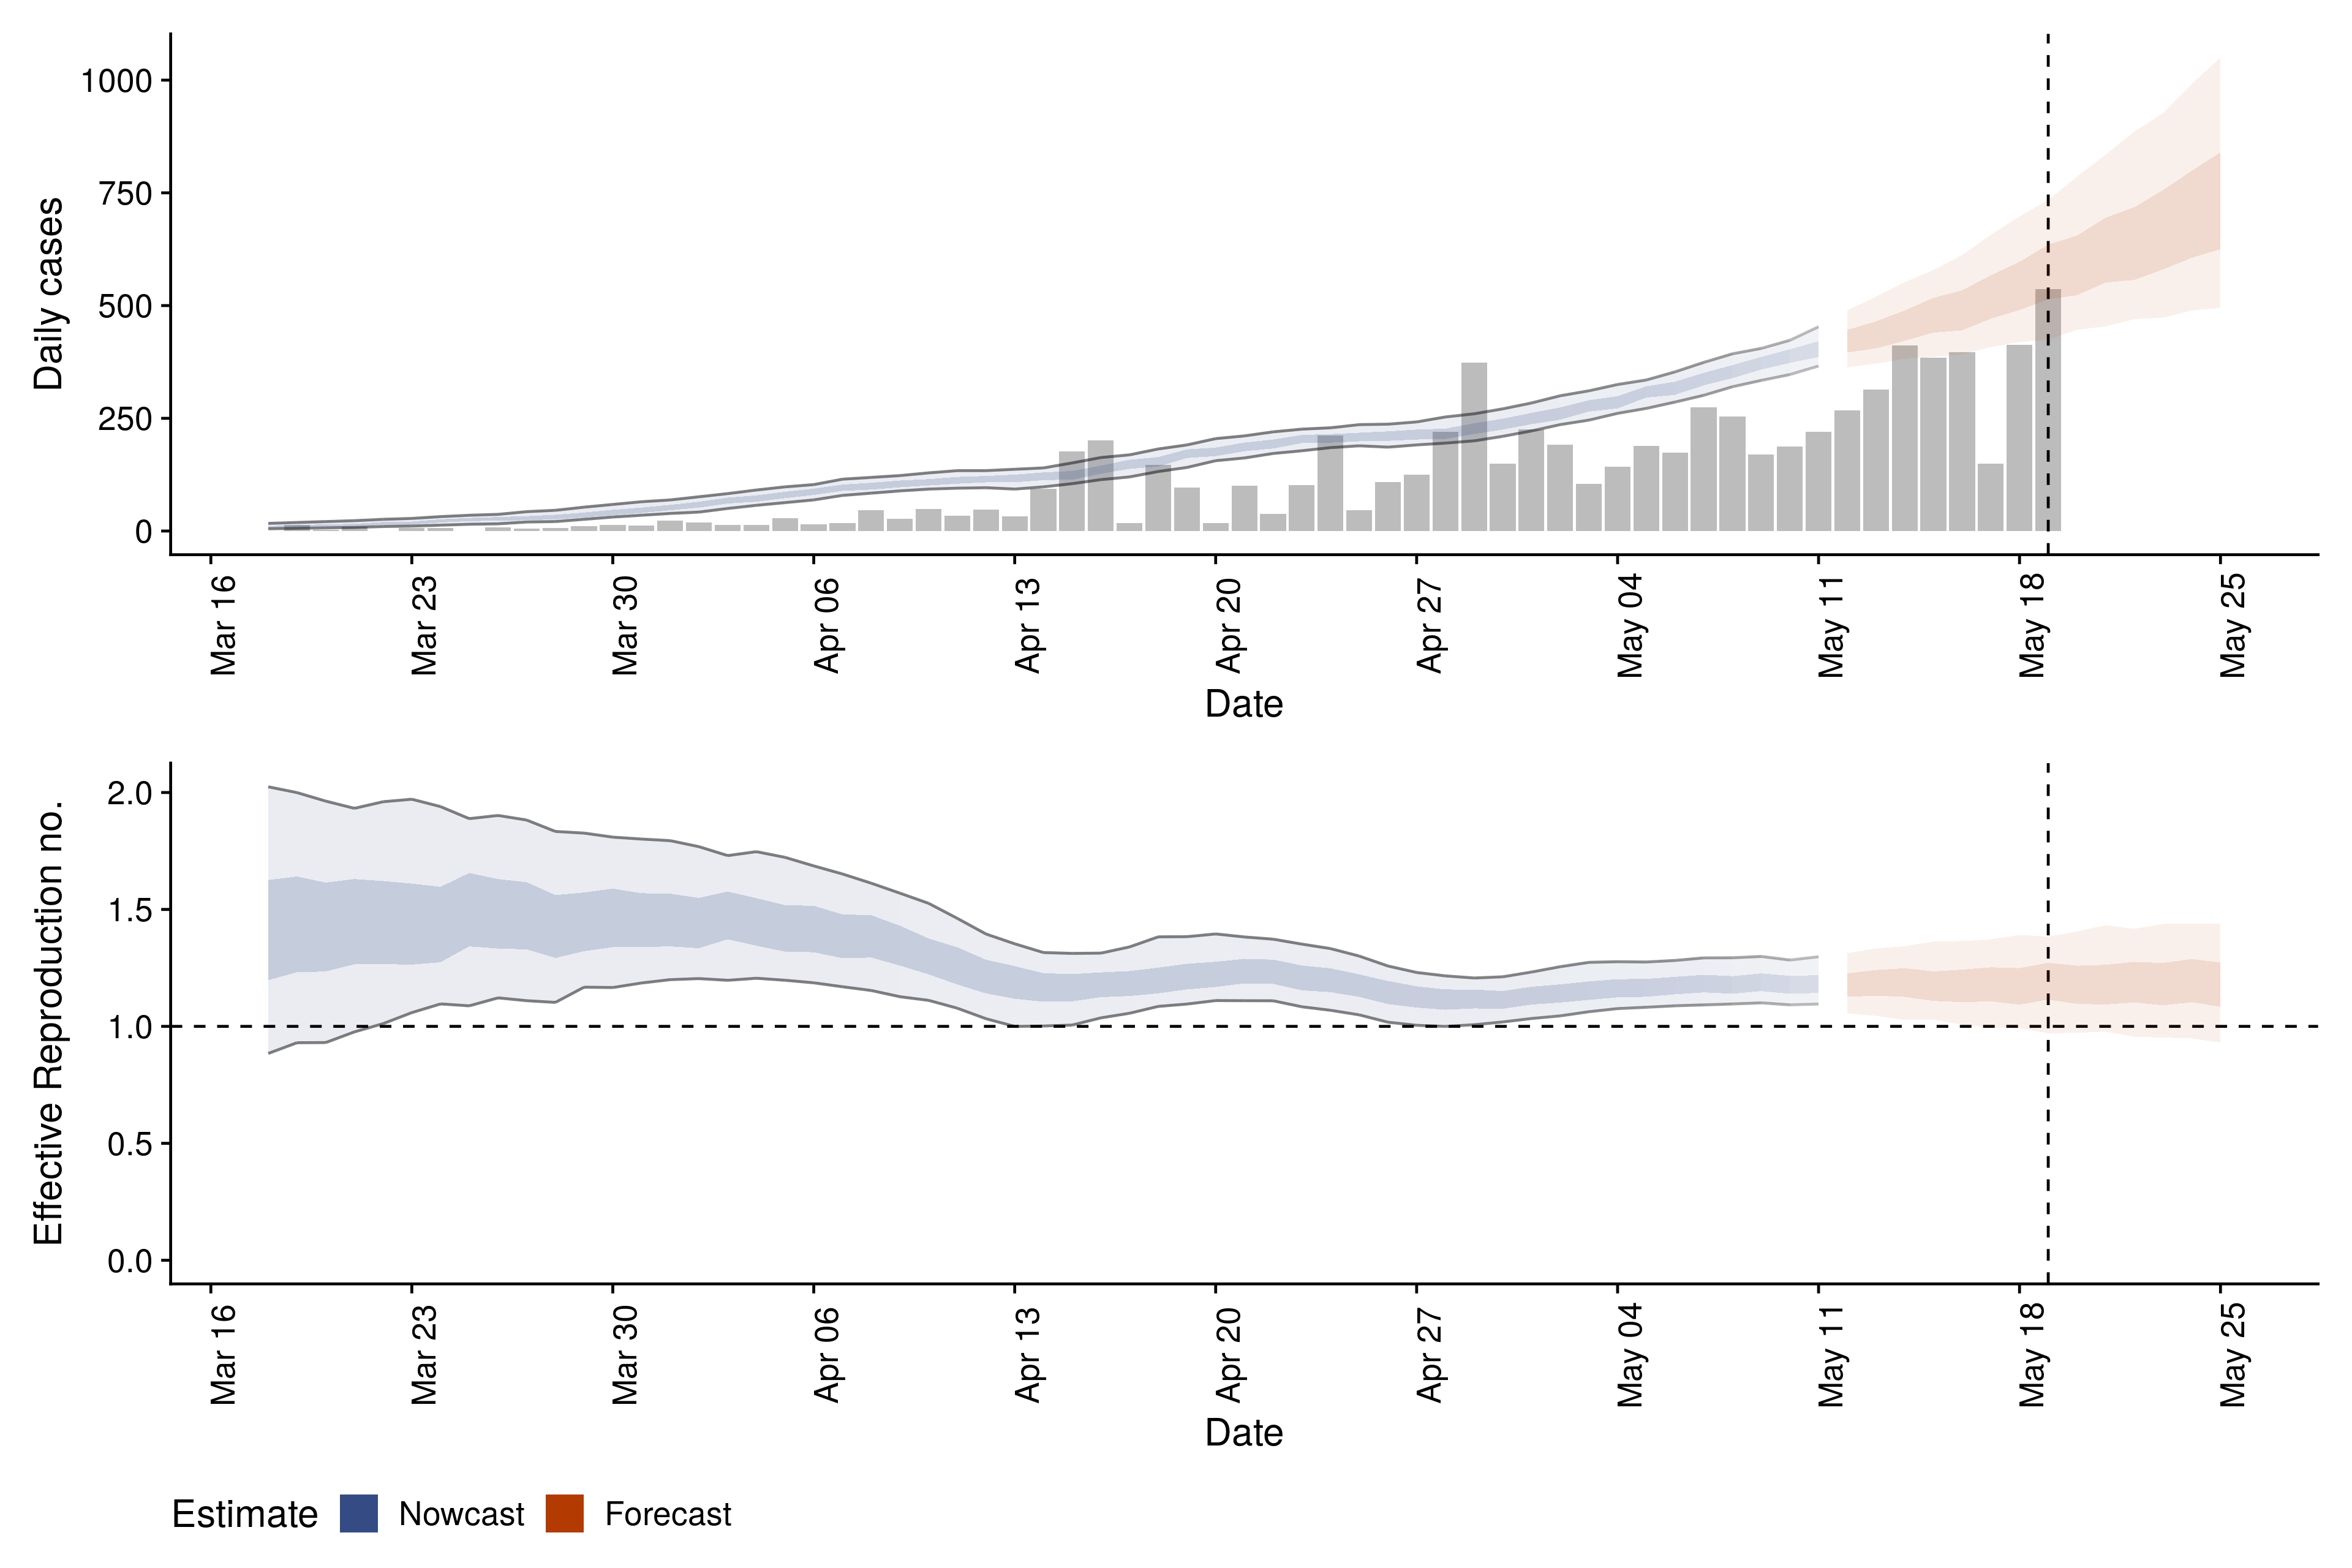 Daily cases
1000
750
500
250
0
Mar 16
Mar 23
Mar 30
Apr 06
Apr 13
Apr 20
Apr 27
May 04
May 11
May 18
May 25
Date
Effective Reproduction no.
2.0
1.5
1.0
0.5
0.0
Mar 16
Mar 23
Mar 30
Apr 06
Apr 13
Apr 20
Apr 27
May 04
May 11
May 18
May 25
Date
Estimate Nowcast Forecast